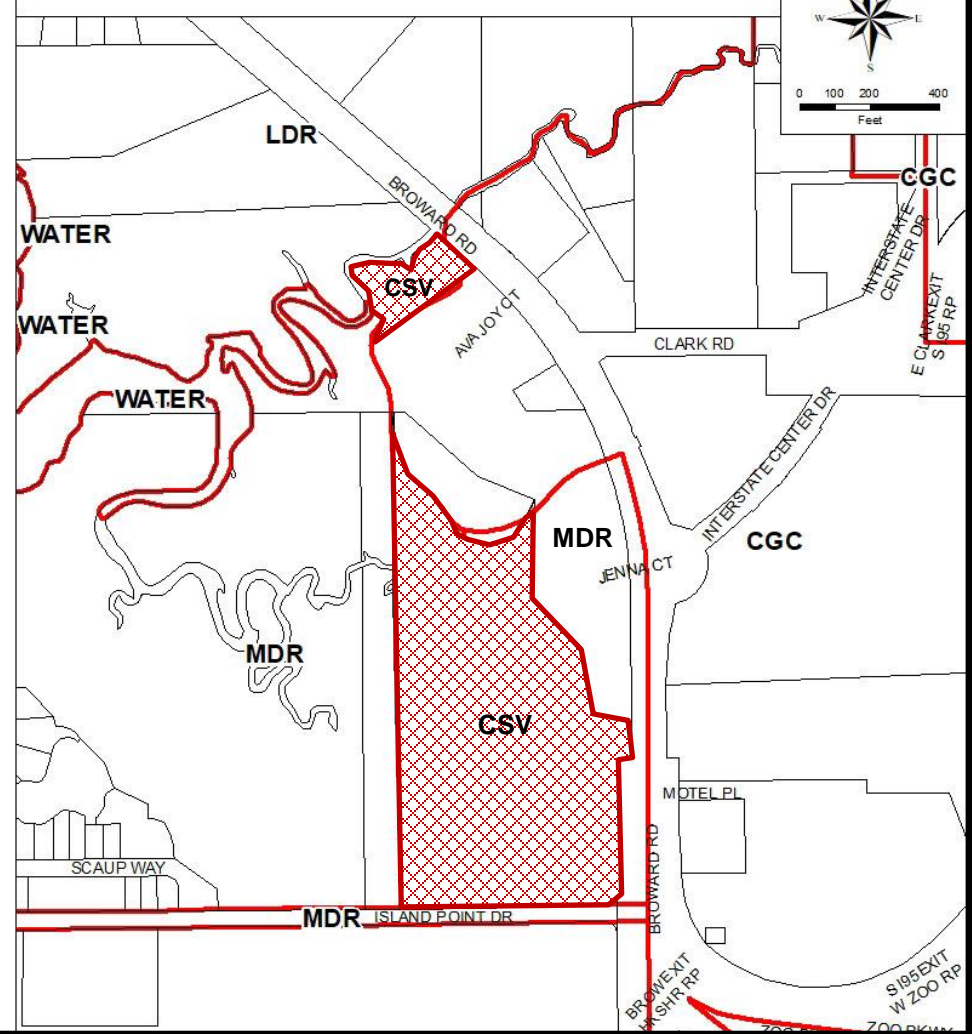 W
E
S
0 100 200 400
Feet
LDR
BROWARD RD
CGC
WATER
INTERSTATE
CENTER DR
CSV
WATER
AVA JOY CT
E CLARK
EXIT
S I95 RP
CLARK RD
WATER
INTERSTATE CENTER DR
MDR
CGC
JENNA CT
MDR
CSV
MOTEL PL
BROWARD RD
SCAUP WAY
MDR
ISLAND POINT DR
S I95 EXIT
W ZOO RP
SHR RP